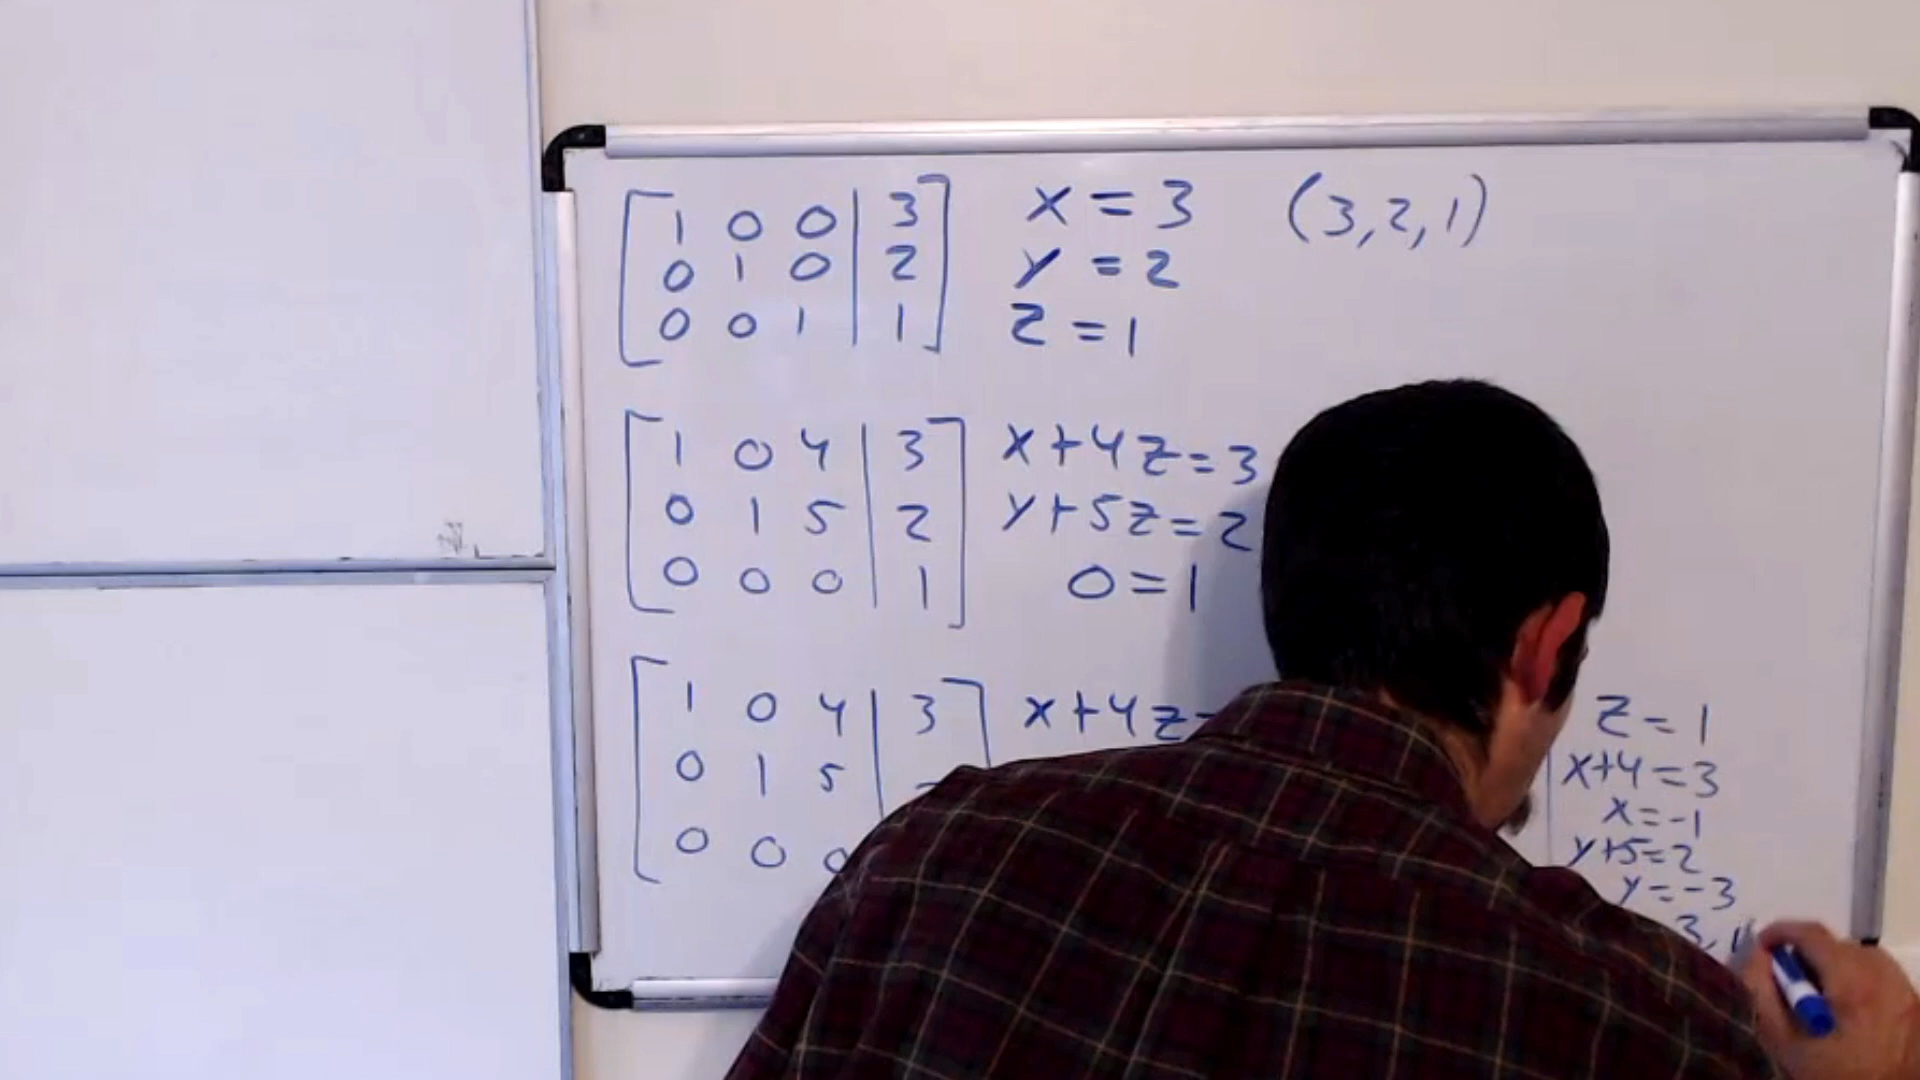 1 0 0 | 3 x = 3 (3,2,1)
0 1 0 | 2 y = 2
0 0 1 | 1 z = 1
1 0 4 | 3 x+4z=3
0 1 5 | 2 y+5z=2
0 0 0 | 1 0=1
1 0 4 | 3 x+4z=
0 1 5 |
0 0 0
z=1
x+4=3
x=-1
y+5=2
y=-3
3,1